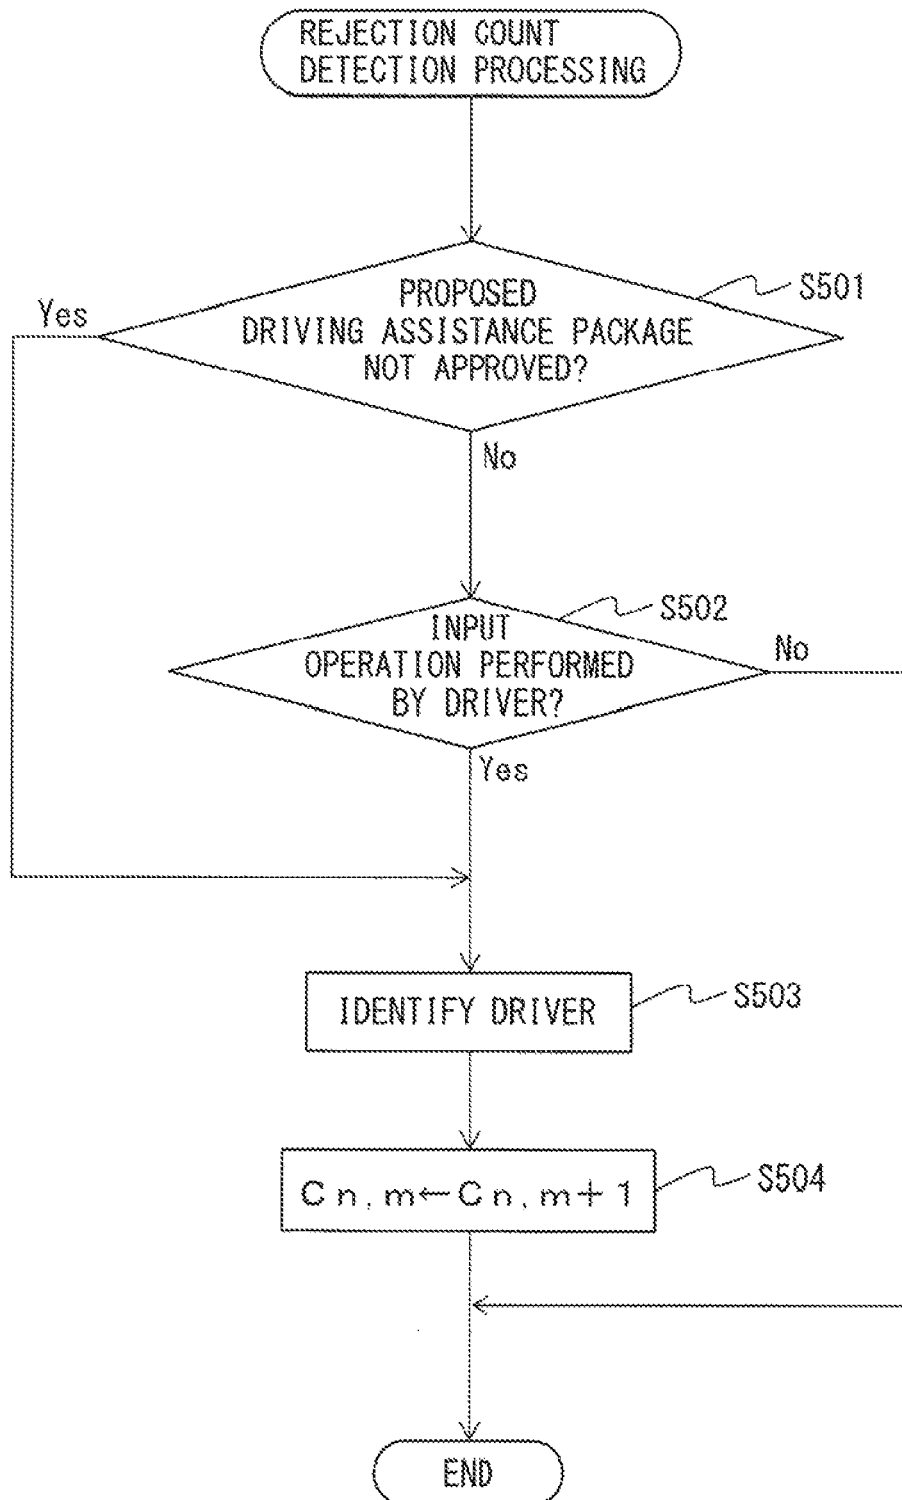 REJECTION COUNT
DETECTION PROCESSING
S501
Yes
PROPOSED
DRIVING ASSISTANCE PACKAGE
NOT APPROVED?
No
S502
INPUT
OPERATION PERFORMED
BY DRIVER?
No
Yes
S503
IDENTIFY DRIVER
S504
Cn,m←Cn,m+1
END